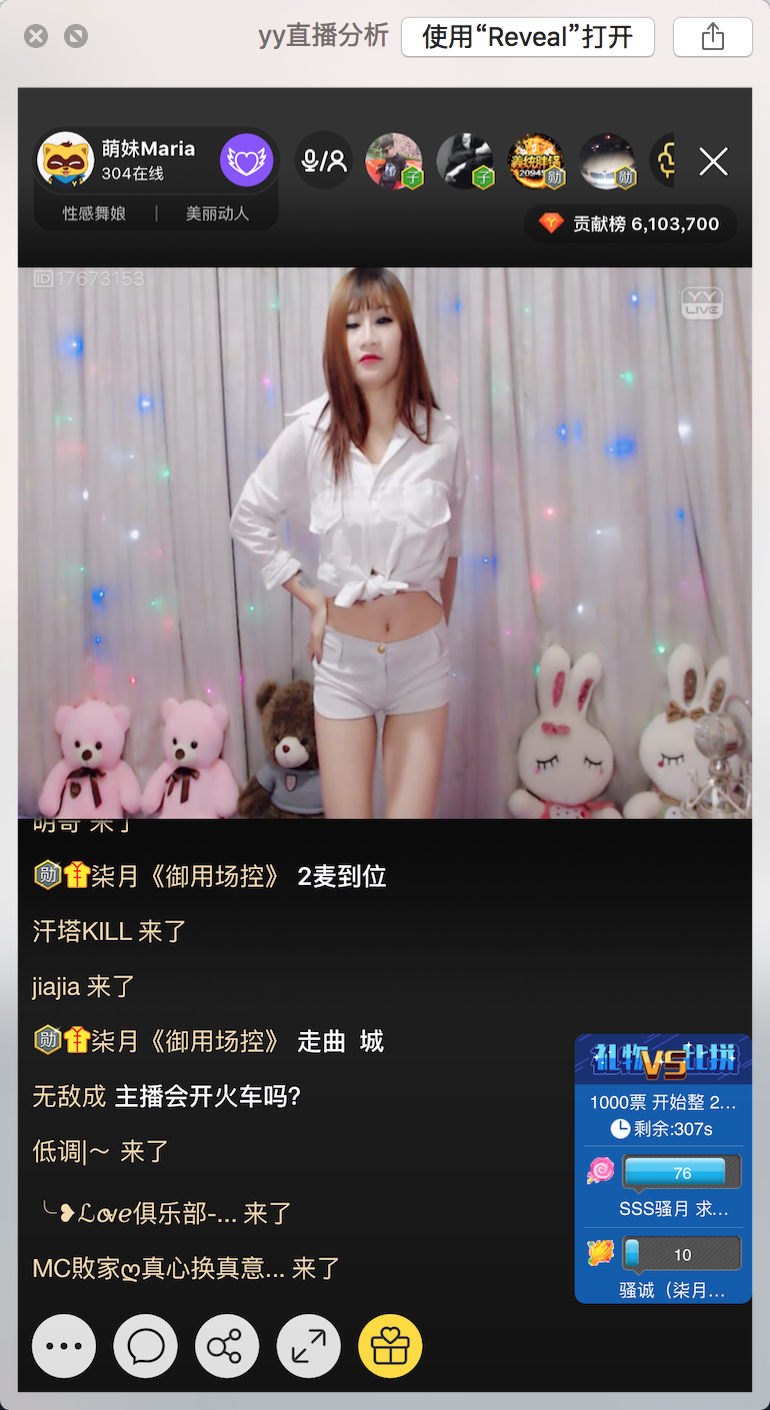 yy直播分析
使用“Reveal”打开
萌妹Maria
304在线
性感舞娘 | 美丽动人
子
子
勋
勋
贡献榜 6,103,700
ID 17673153
YY
LIVE
明哥 来了
勋 柒月《御用场控》 2麦到位
汗塔KILL 来了
jiajia 来了
勋 柒月《御用场控》 走曲 城
无敌成 主播会开火车吗?
低调|~ 来了
╰❥ℒℴѵℯ俱乐部-... 来了
MC敗家ღ真心换真意... 来了
礼物VS比拼
1000票 开始整 2...
剩余:307s
76
SSS骚月 求...
10
骚诚（柒月...